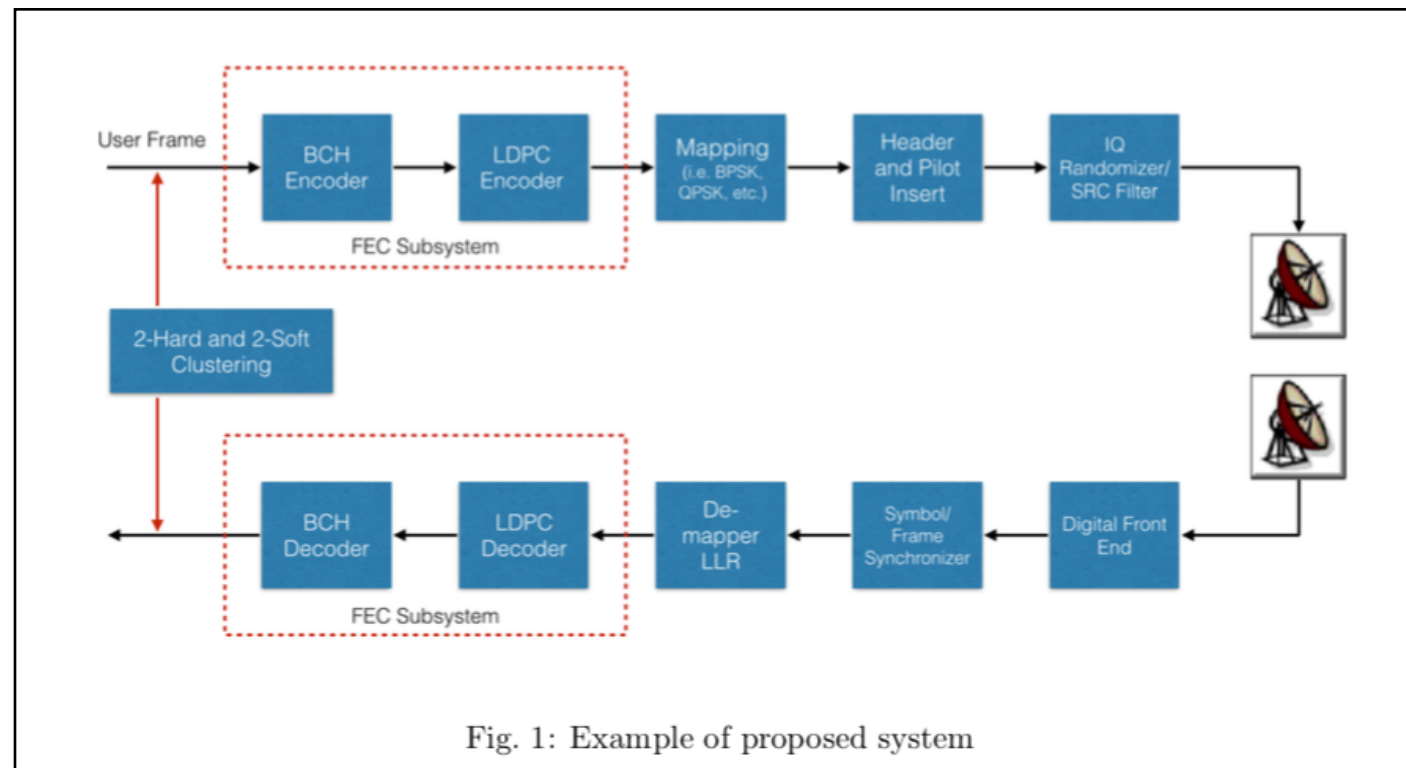 User Frame
BCH
Encoder
LDPC
Encoder
FEC Subsystem
Mapping
(i.e. BPSK,
QPSK, etc.)
Header
and Pilot
Insert
IQ
Randomizer/
SRC Filter
2-Hard and 2-Soft
Clustering
BCH
Decoder
LDPC
Decoder
FEC Subsystem
De-
mapper
LLR
Symbol/
Frame
Synchronizer
Digital Front
End
Fig. 1: Example of proposed system